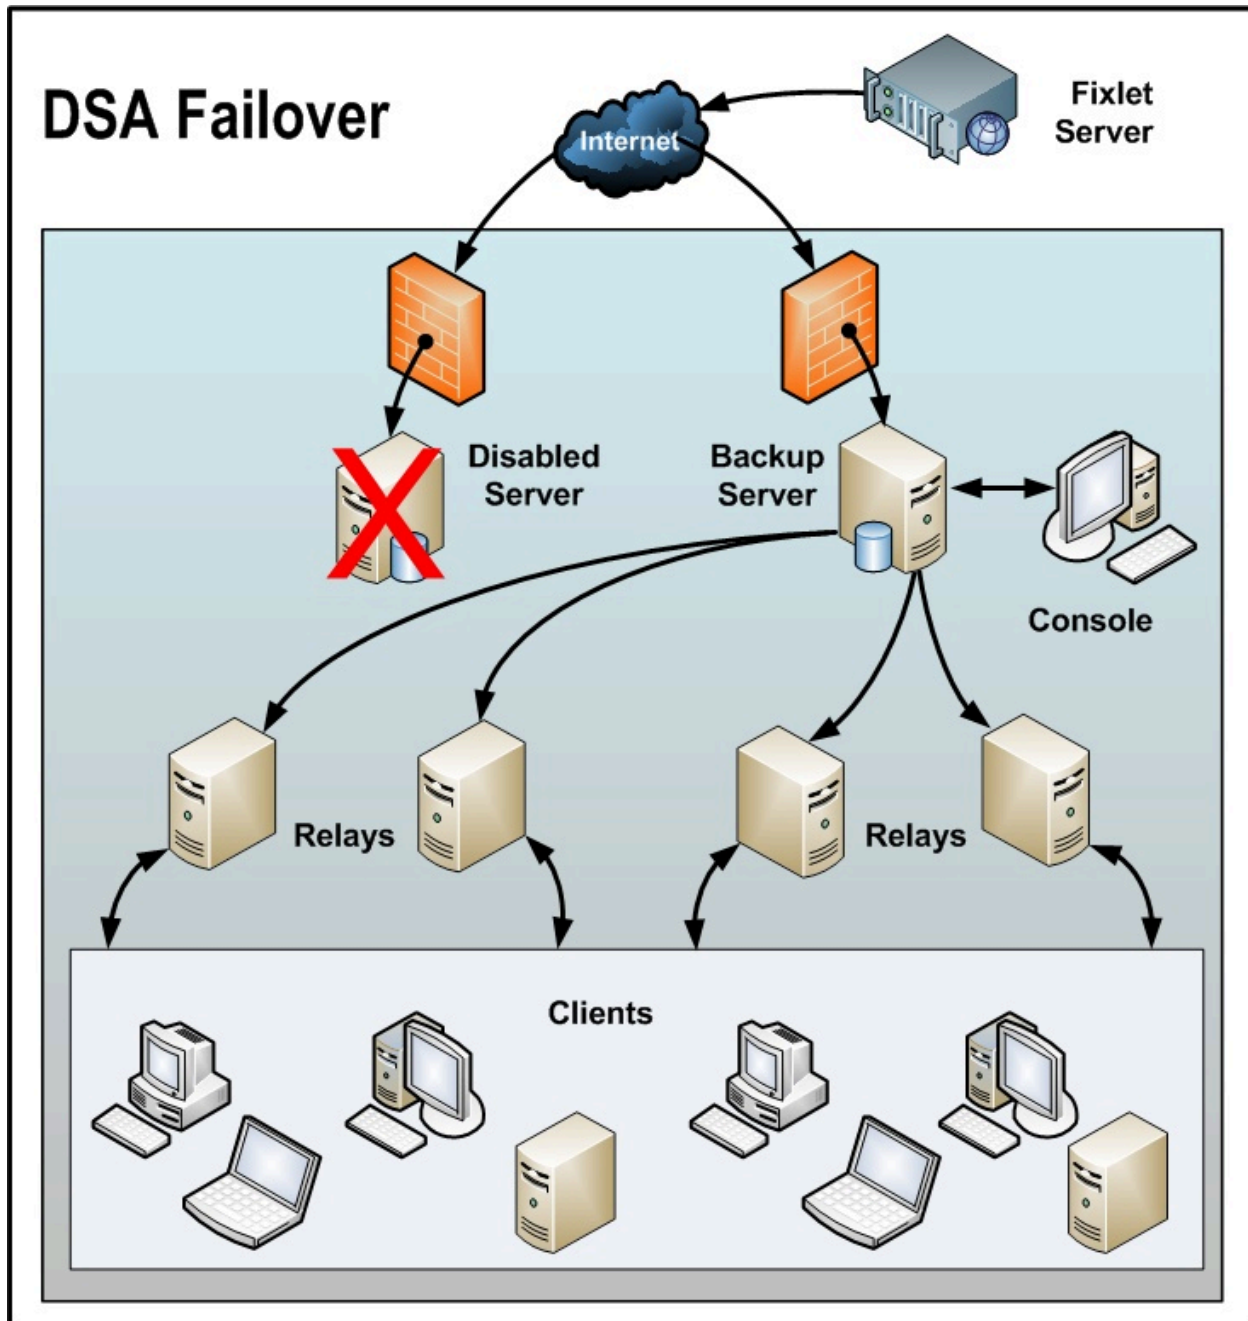 DSA Failover
Internet
Fixlet
Server
Disabled
Server
Backup
Server
Console
Relays
Relays
Clients